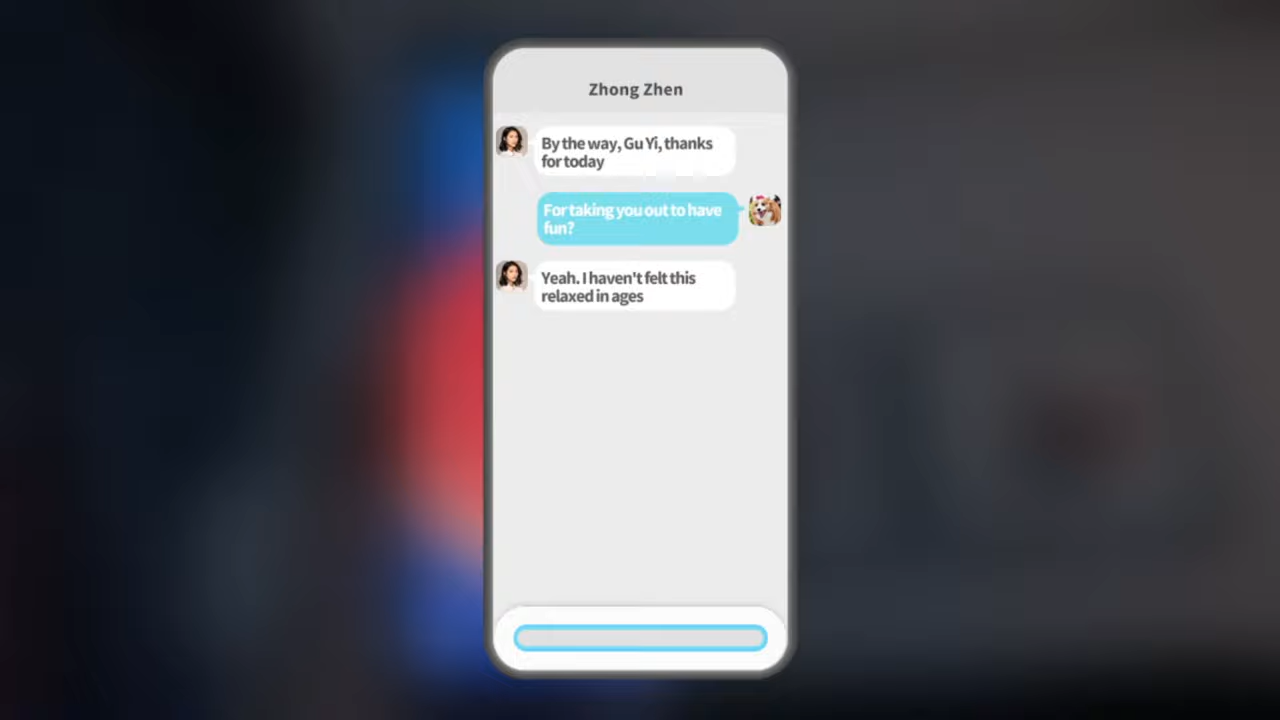 Zhong Zhen
By the way, Gu Yi, thanks
for today
For taking you out to have
fun?
Yeah. I haven't felt this
relaxed in ages